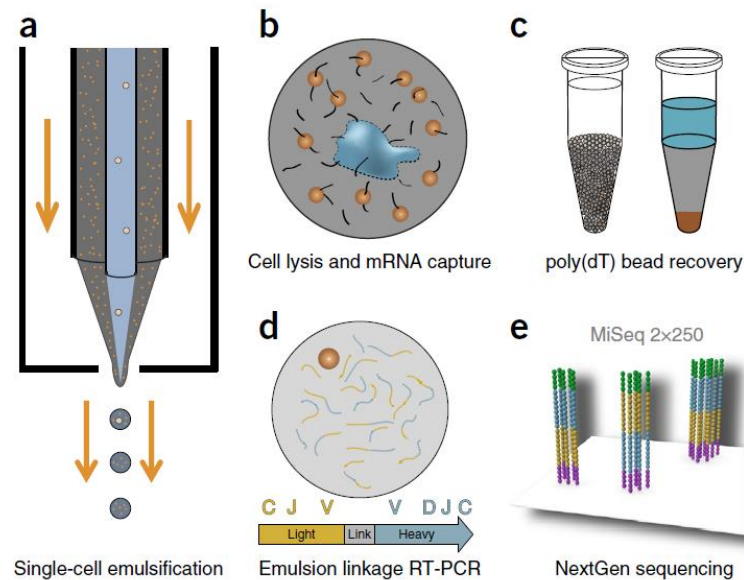 a
Single-cell emulsification
b
Cell lysis and mRNA capture
c
poly(dT) bead recovery
d
C J V V D J C
Light Link Heavy
Emulsion linkage RT-PCR
e
MiSeq 2×250
NextGen sequencing